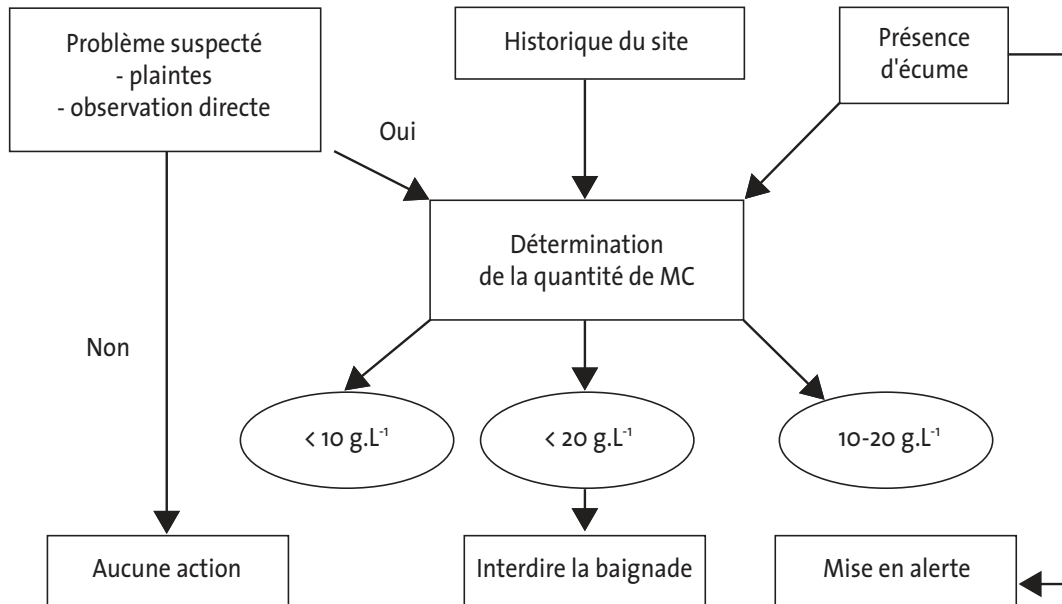 Problème suspecté
- plaintes
- observation directe
Historique du site
Présence
d'écume
Oui
Détermination
de la quantité de MC
Non
< 10 g.L⁻¹
< 20 g.L⁻¹
10-20 g.L⁻¹
Aucune action
Interdire la baignade
Mise en alerte